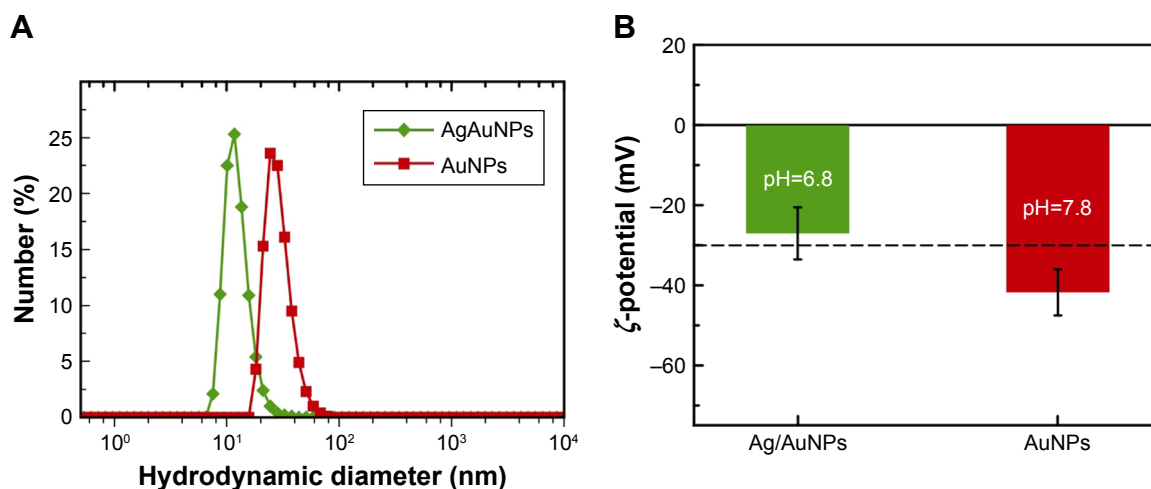 A
Number (%)
25
20
15
10
5
0
AgAuNPs
AuNPs
10⁰
10¹
10²
10³
10⁴
Hydrodynamic diameter (nm)
B
ζ-potential (mV)
20
0
–20
–40
–60
pH=6.8
pH=7.8
Ag/AuNPs
AuNPs